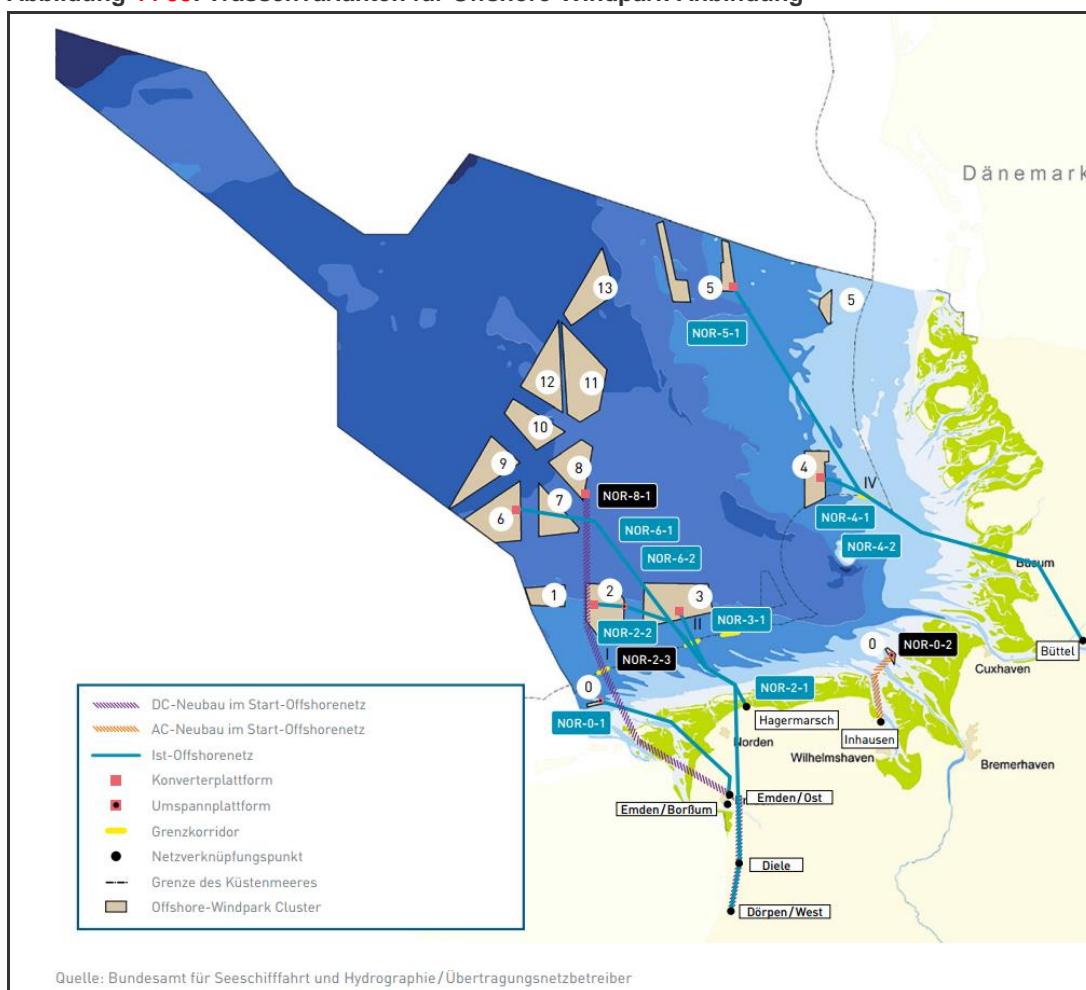 Abbildung für Offshore-Windpark-Anbindung
Dänemark
13
5
5
NOR-5-1
12
11
10
9
8
4
IV
NOR-8-1
7
6
NOR-4-1
NOR-6-1
NOR-4-2
NOR-6-2
Büsum
1
2
3
II
NOR-3-1
NOR-2-2
0
NOR-0-2
Büttel
I
NOR-2-3
Cuxhaven
0
NOR-2-1
NOR-0-1
Hagermarsch
Norden
Inhausen
Wilhelmshaven
Bremerhaven
Emden/Ost
Emden/Borßum
Diele
Dörpen/West
DC-Neubau im Start-Offshorenetz
AC-Neubau im Start-Offshorenetz
Ist-Offshorenetz
Konverterplattform
Umspannplattform
Grenzkorridor
Netzverknüpfungspunkt
Grenze des Küstenmeeres
Offshore-Windpark Cluster
Quelle: Bundesamt für Seeschifffahrt und Hydrographie/Übertragungsnetzbetreiber